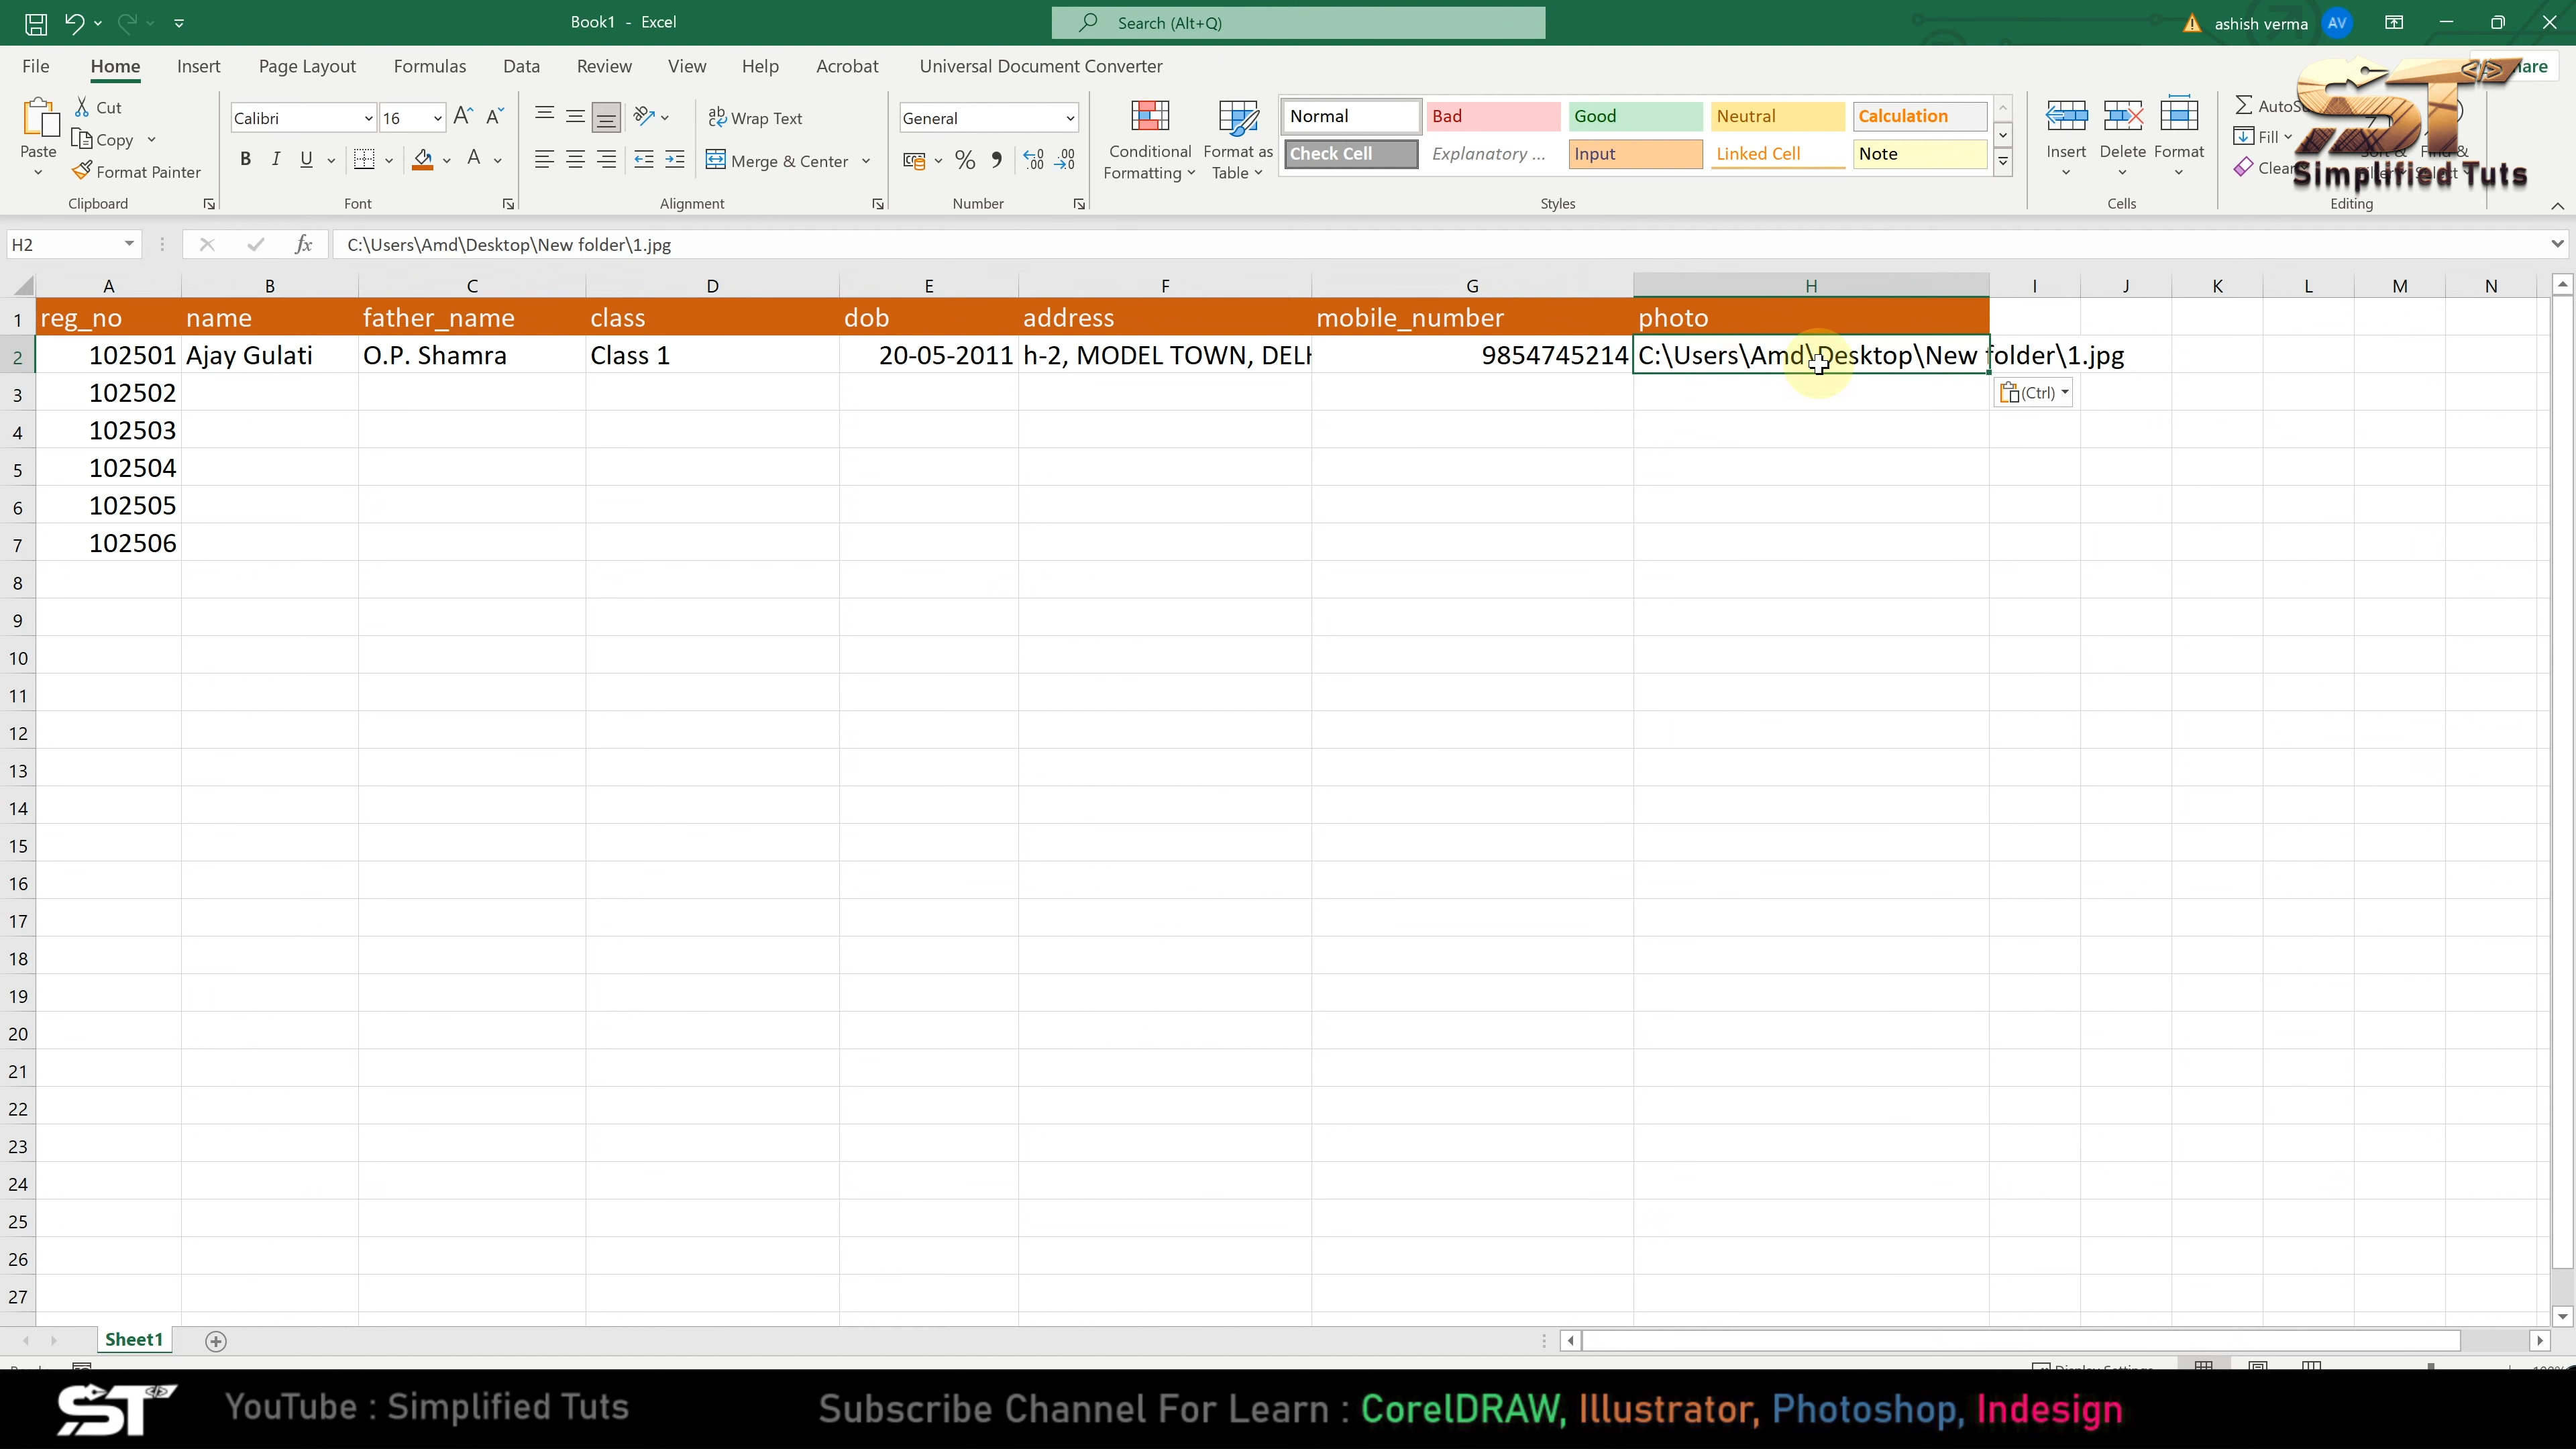 Book1 - Excel
Search (Alt+Q)
ashish verma AV
File Home Insert Page Layout Formulas Data Review View Help Acrobat Universal Document Converter
Paste
Cut
Copy
Format Painter
Clipboard
Calibri 16
B I U
Font
Wrap Text
Merge & Center
Alignment
General
Number
Conditional Formatting
Format as Table
Normal Bad Good Neutral Calculation
Check Cell Explanatory ... Input Linked Cell Note
Styles
Insert Delete Format
Cells
Fill
Clear
Editing
ST
Simplified Tuts
H2 fx C:\Users\Amd\Desktop\New folder\1.jpg
A B C D E F G H I J K L M N
1 reg_no name father_name class dob address mobile_number photo
2 102501 Ajay Gulati O.P. Shamra Class 1 20-05-2011 h-2, MODEL TOWN, DELH 9854745214 C:\Users\Amd\Desktop\New folder\1.jpg
3 102502 (Ctrl)
4 102503
5 102504
6 102505
7 102506
8
9
10
11
12
13
14
15
16
17
18
19
20
21
22
23
24
25
26
27
Sheet1
ST YouTube : Simplified Tuts Subscribe Channel For Learn : CorelDRAW, Illustrator, Photoshop, Indesign